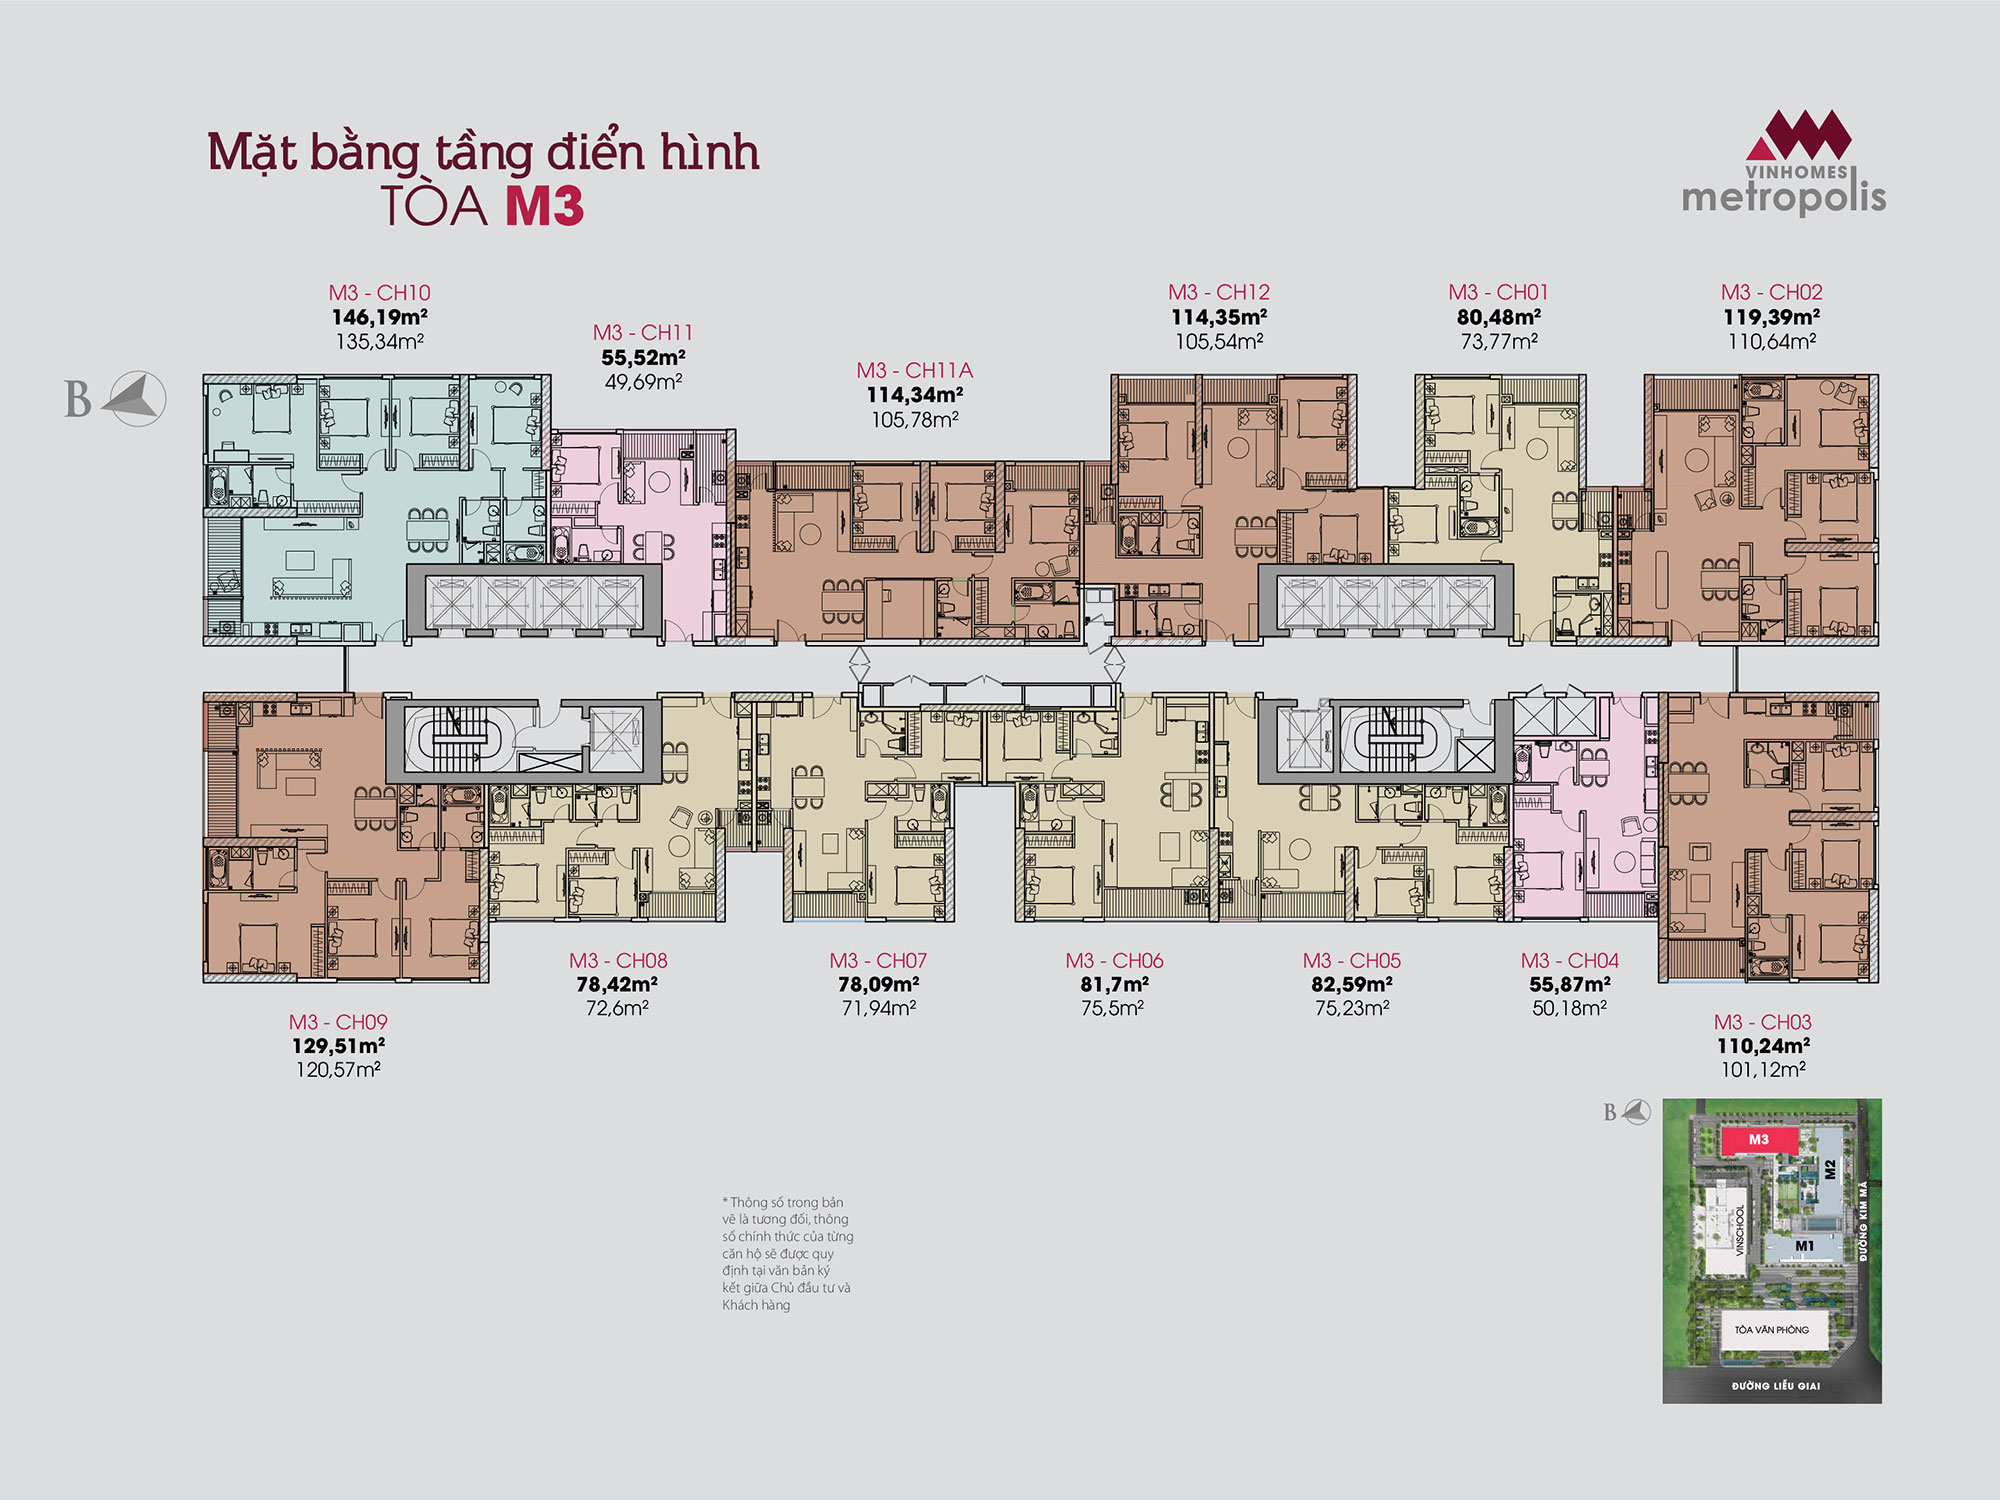 Mặt bằng tầng điển hình
TÒA M3
VINHOMES
metropolis
M3 - CH10
146,19m²
135,34m²
M3 - CH11
55,52m²
49,69m²
M3 - CH11A
114,34m²
105,78m²
M3 - CH12
114,35m²
105,54m²
M3 - CH01
80,48m²
73,77m²
M3 - CH02
119,39m²
110,64m²
B
M3 - CH09
129,51m²
120,57m²
M3 - CH08
78,42m²
72,6m²
M3 - CH07
78,09m²
71,94m²
M3 - CH06
81,7m²
75,5m²
M3 - CH05
82,59m²
75,23m²
M3 - CH04
55,87m²
50,18m²
M3 - CH03
110,24m²
101,12m²
B
M3
M2
VINSCHOOL
M1
ĐƯỜNG KIM MÃ
TÒA VĂN PHÒNG
ĐƯỜNG LIỄU GIAI
* Thông số trong bản
vẽ là tương đối, thông
số chính thức của từng
căn hộ sẽ được quy
định tại văn bản ký
kết giữa Chủ đầu tư và
Khách hàng